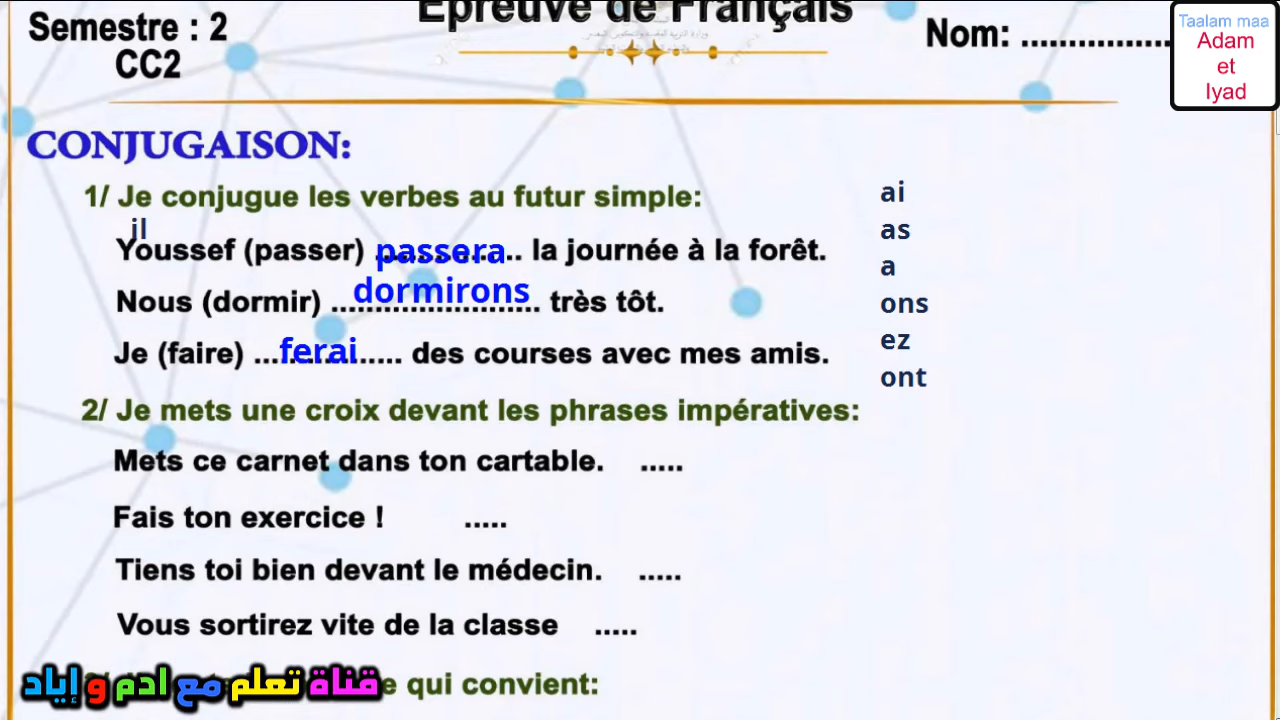 Epreuve de Français
Semestre : 2
CC2
Nom: ................
Taalam maa
Adam
et
Iyad
CONJUGAISON:
1/ Je conjugue les verbes au futur simple:
il
Youssef (passer) passera la journée à la forêt.
Nous (dormir) dormirons très tôt.
Je (faire) ferai des courses avec mes amis.
ai
as
a
ons
ez
ont
2/ Je mets une croix devant les phrases impératives:
Mets ce carnet dans ton cartable. .....
Fais ton exercice ! .....
Tiens toi bien devant le médecin. .....
Vous sortirez vite de la classe .....
قناة تعلم مع ادم و إياد
e qui convient: